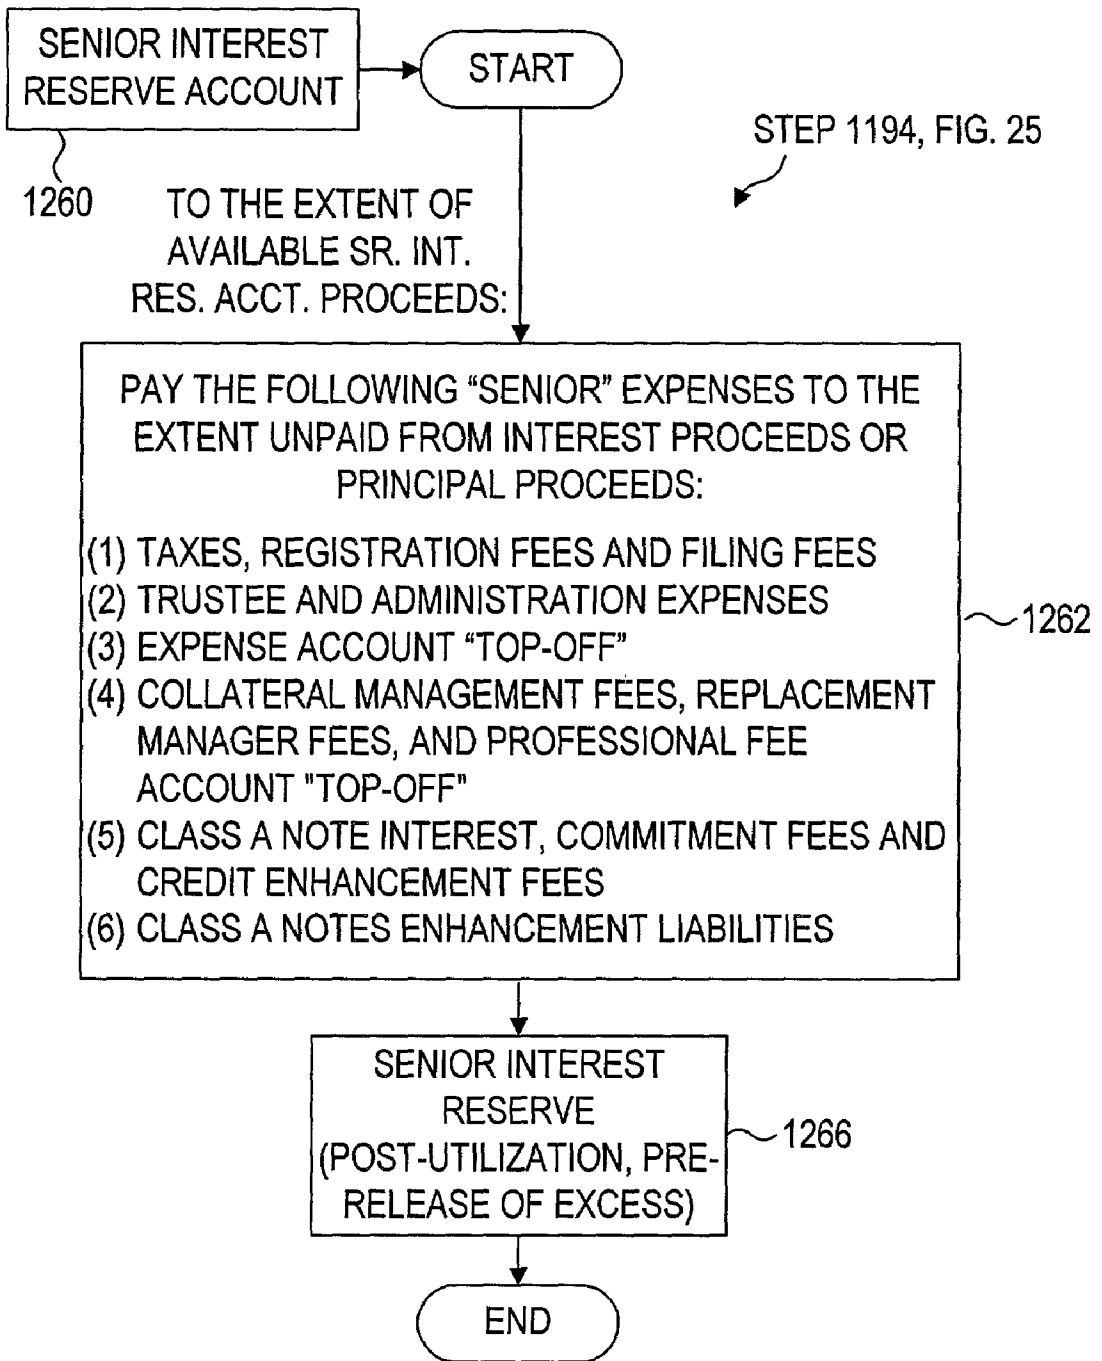 SENIOR INTEREST
RESERVE ACCOUNT
START
STEP 1194, FIG. 25
1260
TO THE EXTENT OF
AVAILABLE SR. INT.
RES. ACCT. PROCEEDS:
PAY THE FOLLOWING “SENIOR” EXPENSES TO THE
EXTENT UNPAID FROM INTEREST PROCEEDS OR
PRINCIPAL PROCEEDS:
(1) TAXES, REGISTRATION FEES AND FILING FEES
(2) TRUSTEE AND ADMINISTRATION EXPENSES
(3) EXPENSE ACCOUNT “TOP-OFF”
(4) COLLATERAL MANAGEMENT FEES, REPLACEMENT
MANAGER FEES, AND PROFESSIONAL FEE
ACCOUNT "TOP-OFF"
(5) CLASS A NOTE INTEREST, COMMITMENT FEES AND
CREDIT ENHANCEMENT FEES
(6) CLASS A NOTES ENHANCEMENT LIABILITIES
1262
SENIOR INTEREST
RESERVE
(POST-UTILIZATION, PRE-
RELEASE OF EXCESS)
1266
END